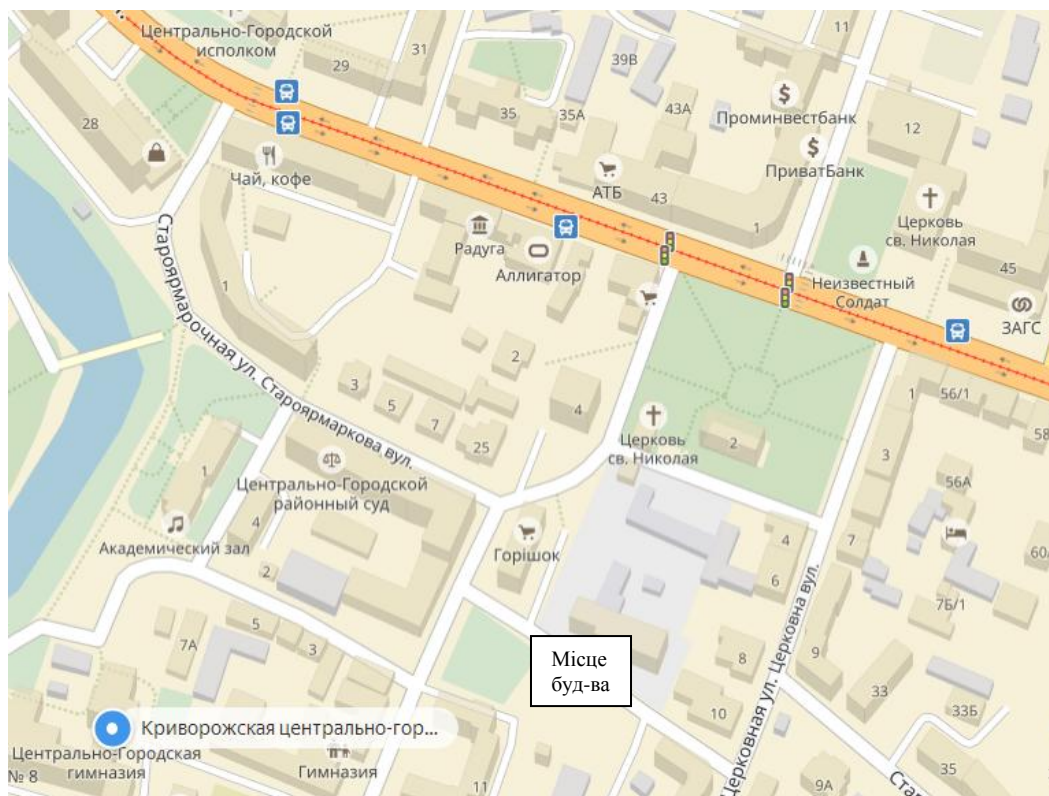 Центрально-Городской
исполком
29
31
39В
11
28
Чай, кофе
35
35А
43А
Проминвестбанк
ПриватБанк
12
АТБ
43
1
Церковь
св. Николая
45
Радуга
Аллигатор
Неизвестный
Солдат
ЗАГС
Староярмарочная ул. Староярмаркова вул.
1
3
5
7
25
2
4
Церковь
св. Николая
2
1
56/1
58
3
56А
Центрально-Городской
районный суд
1
4
2
Академический зал
Горішок
4
6
7
60/
7Б/1
7А
5
3
Місце
буд-ва
8
10
9
33
33Б
Церковная ул. Церковна вул.
Криворожская центрально-гор...
Центрально-Городская
гимназия
№ 8
Гимназия
11
9А
35
Стар